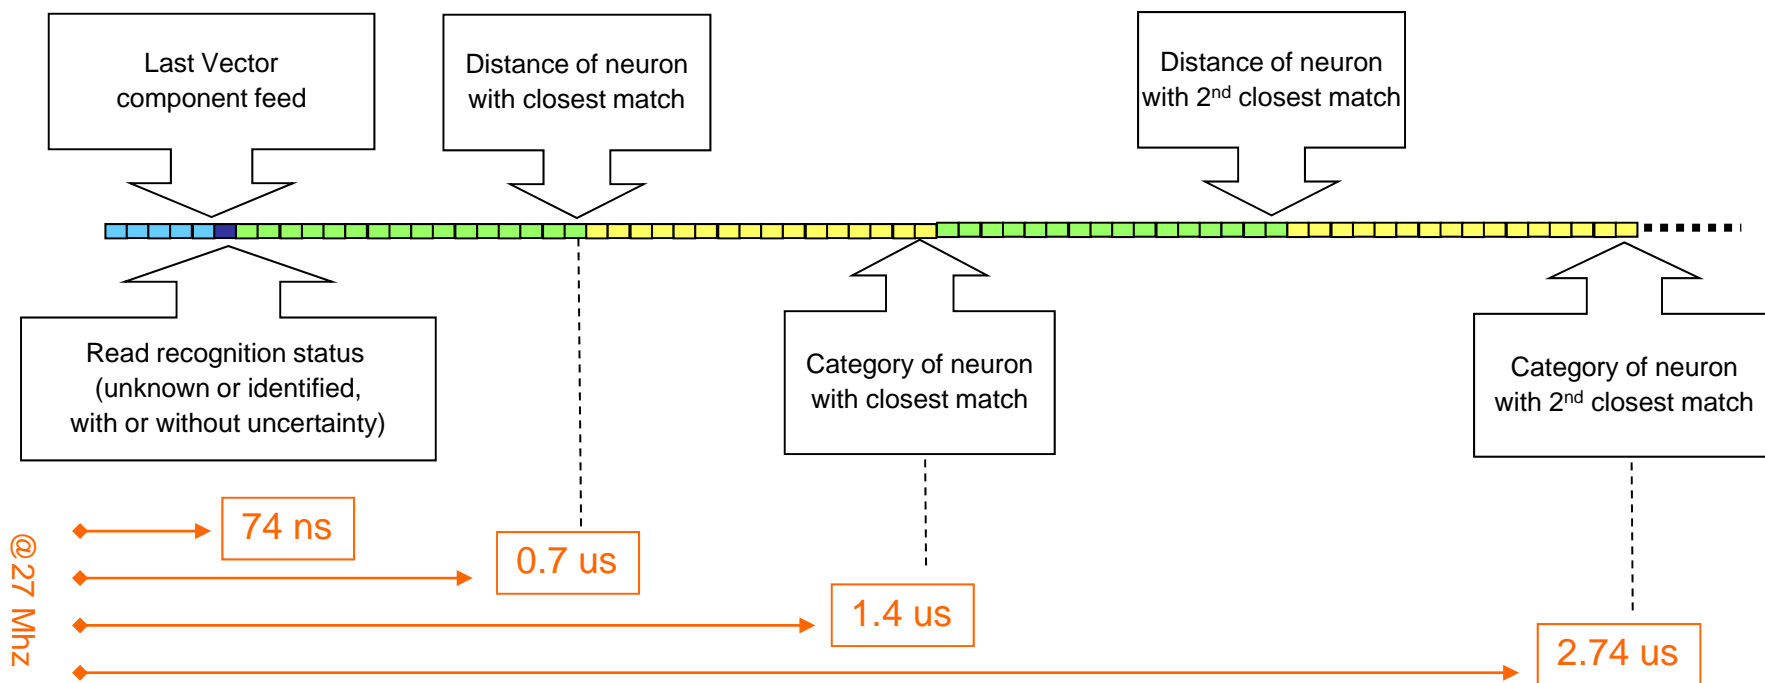 Last Vector
component feed
Distance of neuron
with closest match
Distance of neuron
with 2nd closest match
Read recognition status
(unknown or identified,
with or without uncertainty)
Category of neuron
with closest match
Category of neuron
with 2nd closest match
@27 Mhz
74 ns
0.7 us
1.4 us
2.74 us